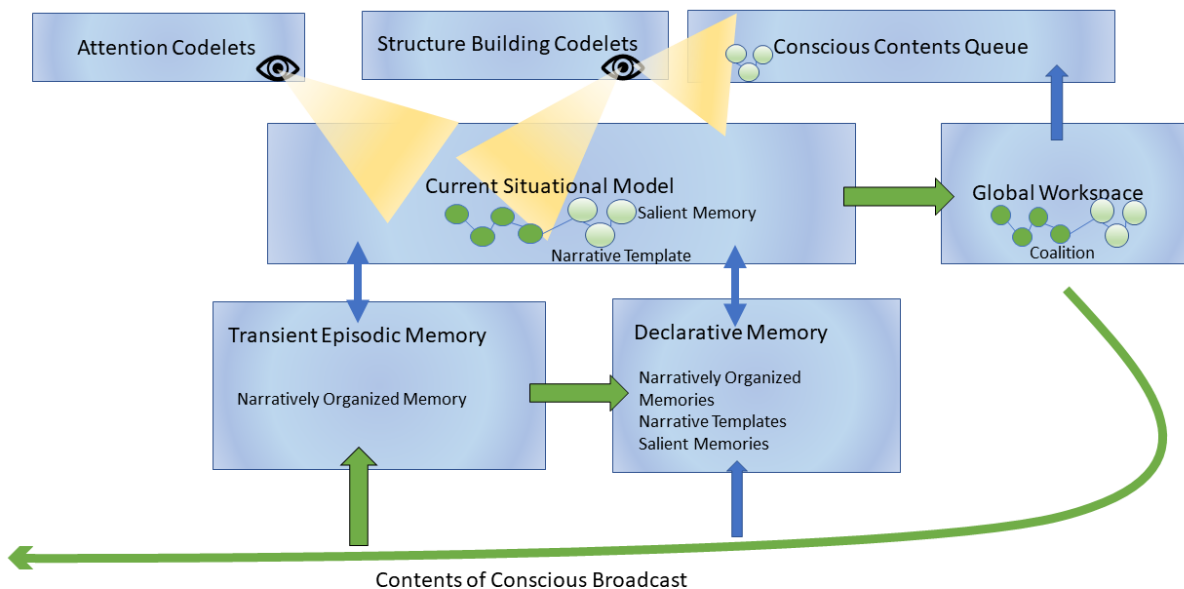 Attention Codelets
Structure Building Codelets
Conscious Contents Queue
Current Situational Model
Salient Memory
Narrative Template
Global Workspace
Coalition
Transient Episodic Memory
Narratively Organized Memory
Declarative Memory
Narratively Organized
Memories
Narrative Templates
Salient Memories
Contents of Conscious Broadcast